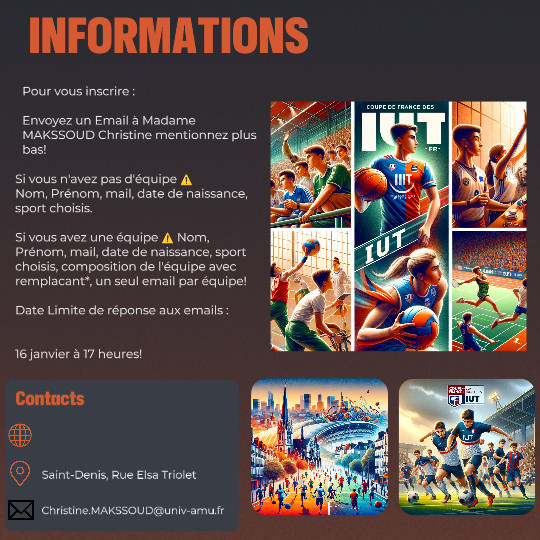 INFORMATIONS
Pour vous inscrire :
Envoyez un Email à Madame
MAKSSOUD Christine mentionnez plus
bas!
Si vous n'avez pas d'équipe ⚠️
Nom, Prénom, mail, date de naissance,
sport choisis.
Si vous avez une équipe ⚠️ Nom,
Prénom, mail, date de naissance, sport
choisis, composition de l'équipe avec
remplacant*, un seul email par équipe!
Date Limite de réponse aux emails :
16 janvier à 17 heures!
COUPE DE FRANCE DES
IUT
-FR-
IUT
Contacts
Saint-Denis, Rue Elsa Triolet
Christine.MAKSSOUD@univ-amu.fr
IUT
IUT